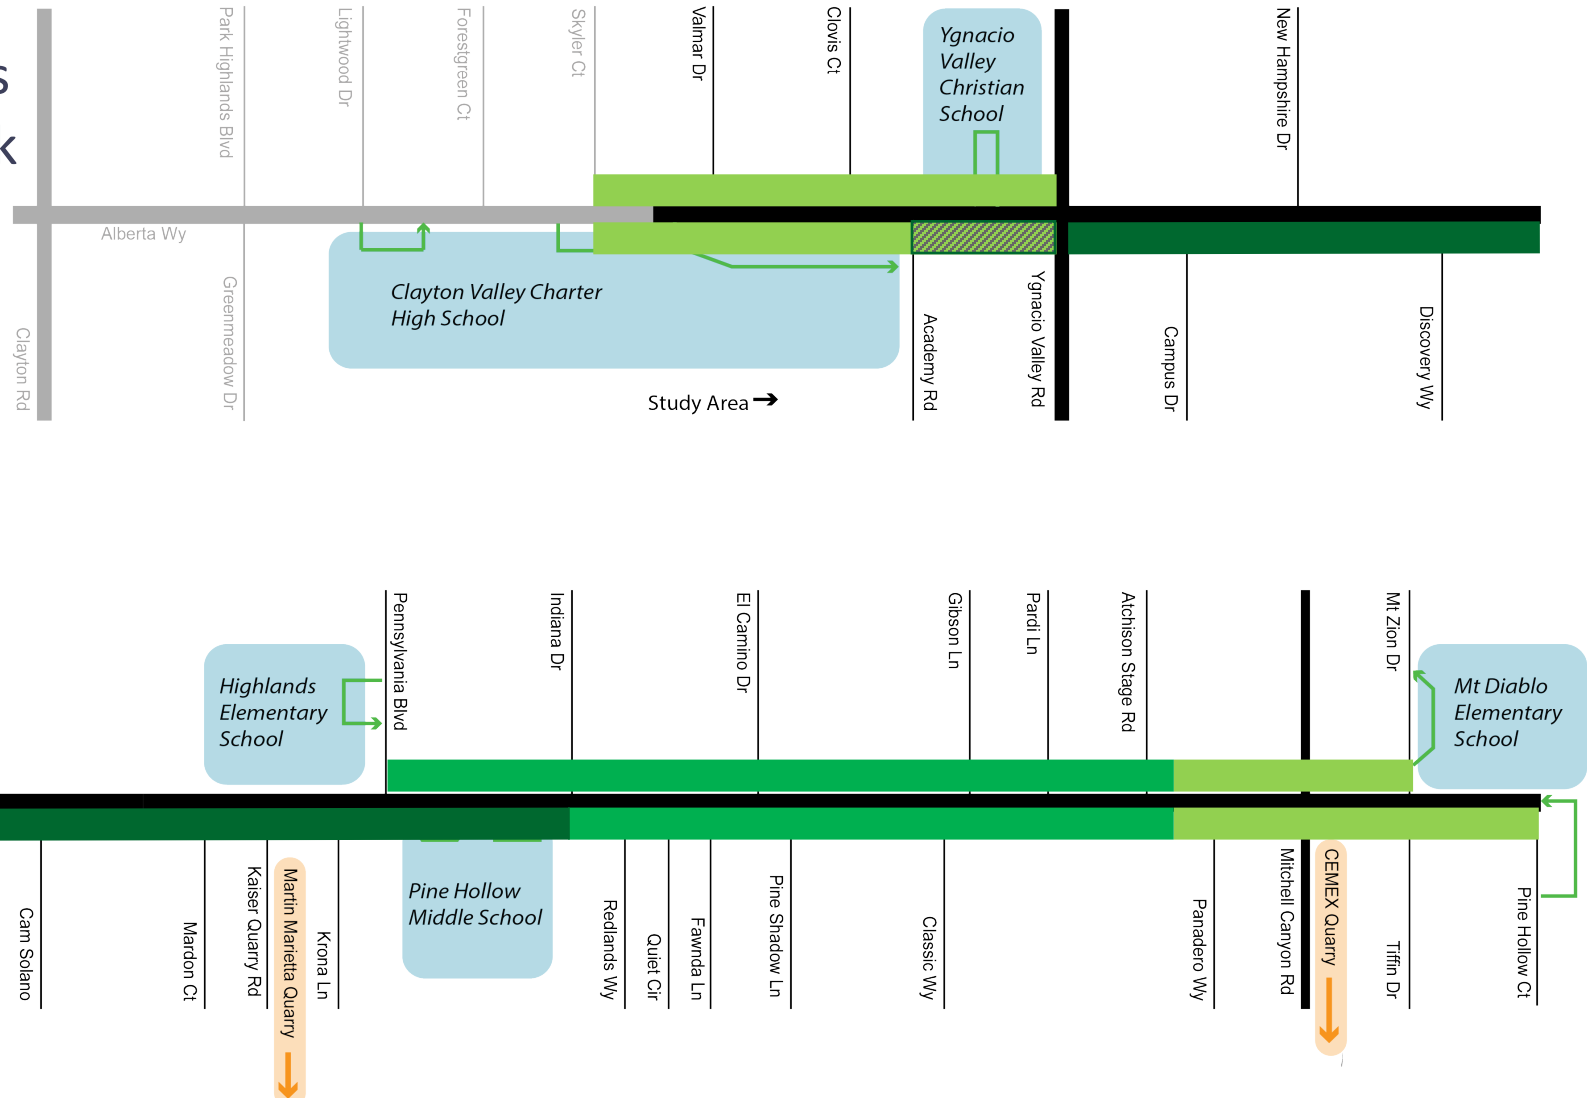 s
k
Park Highlands Blvd
Lightwood Dr
Forestgreen Ct
Skyler Ct
Valmar Dr
Clovis Ct
Ygnacio
Valley
Christian
School
New Hampshire Dr
Alberta Wy
Clayton Rd
Greenmeadow Dr
Clayton Valley Charter
High School
Study Area
Academy Rd
Ygnacio Valley Rd
Campus Dr
Discovery Wy
Highlands
Elementary
School
Pennsylvania Blvd
Indiana Dr
El Camino Dr
Gibson Ln
Pardi Ln
Atchison Stage Rd
Mt Zion Dr
Mt Diablo
Elementary
School
Cam Solano
Mardon Ct
Kaiser Quarry Rd
Martin Marietta Quarry
Krona Ln
Pine Hollow
Middle School
Redlands Wy
Quiet Cir
Fawnda Ln
Pine Shadow Ln
Classic Wy
Panadero Wy
Mitchell Canyon Rd
CEMEX Quarry
Tiffin Dr
Pine Hollow Ct